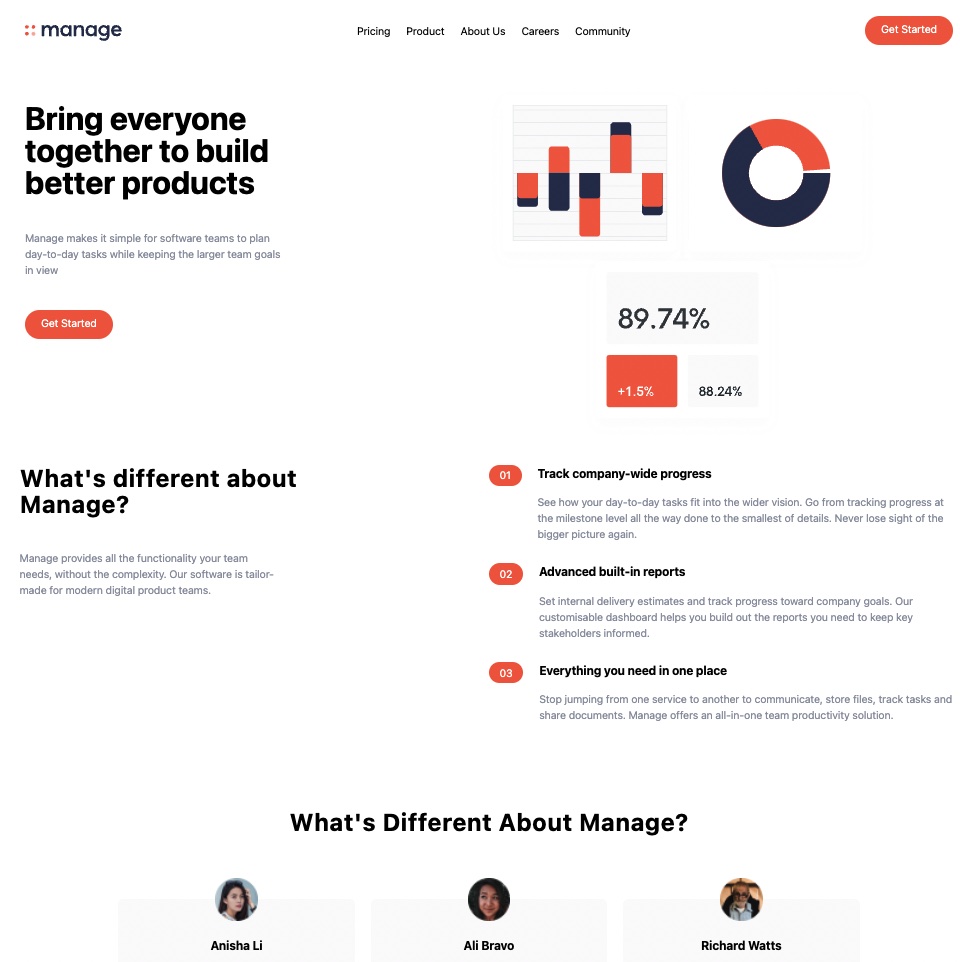 manage
Pricing Product About Us Careers Community
Get Started
Bring everyone
together to build
better products
Manage makes it simple for software teams to plan
day-to-day tasks while keeping the larger team goals
in view
Get Started
89.74%
+1.5%
88.24%
What's different about
Manage?
Manage provides all the functionality your team
needs, without the complexity. Our software is tailor-
made for modern digital product teams.
01 Track company-wide progress
See how your day-to-day tasks fit into the wider vision. Go from tracking progress at
the milestone level all the way done to the smallest of details. Never lose sight of the
bigger picture again.
02 Advanced built-in reports
Set internal delivery estimates and track progress toward company goals. Our
customisable dashboard helps you build out the reports you need to keep key
stakeholders informed.
03 Everything you need in one place
Stop jumping from one service to another to communicate, store files, track tasks and
share documents. Manage offers an all-in-one team productivity solution.
What's Different About Manage?
Anisha Li
Ali Bravo
Richard Watts